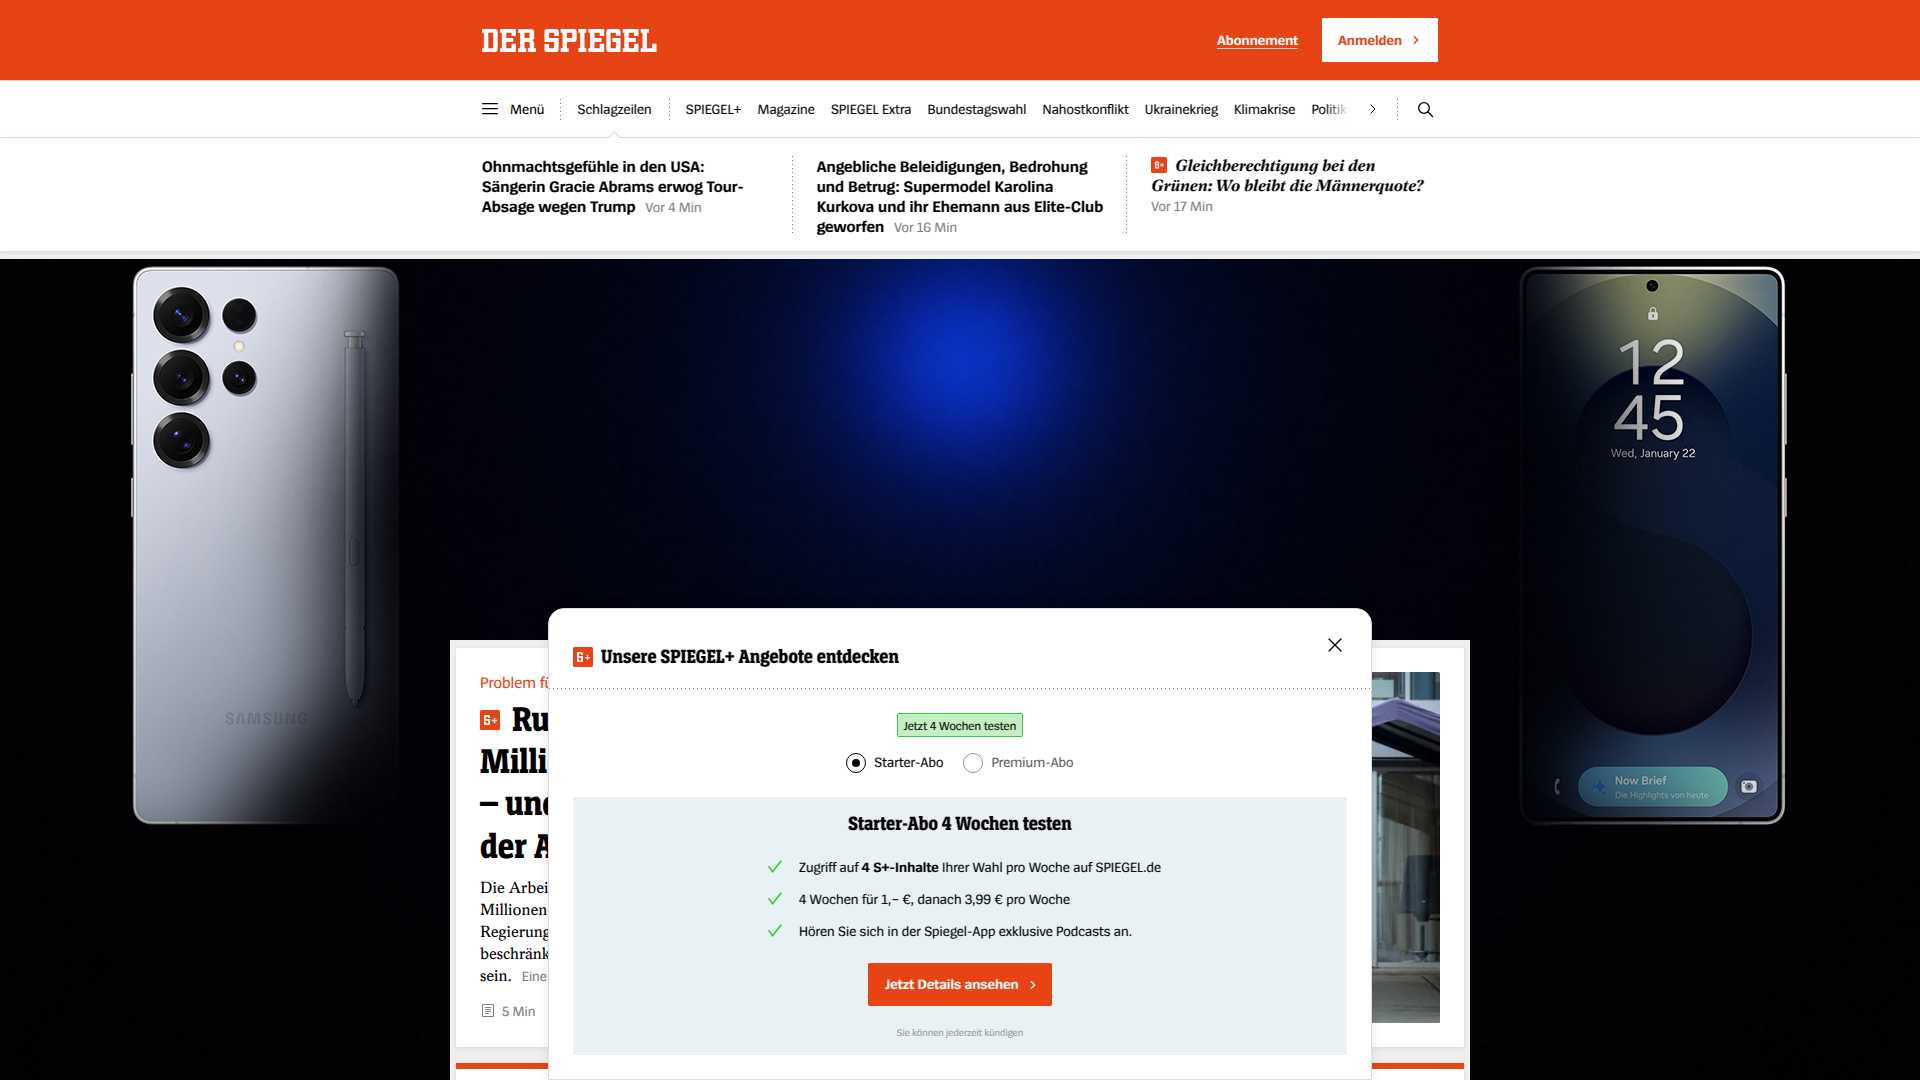 DER SPIEGEL
Abonnement
Anmelden
Menü
Schlagzeilen
SPIEGEL+
Magazine
SPIEGEL Extra
Bundestagswahl
Nahostkonflikt
Ukrainekrieg
Klimakrise
Politik
Ohnmachtsgefühle in den USA:
Sängerin Gracie Abrams erwog Tour-
Absage wegen Trump Vor 4 Min
Angebliche Beleidigungen, Bedrohung
und Betrug: Supermodel Karolina
Kurkova und ihr Ehemann aus Elite-Club
geworfen Vor 16 Min
S+ Gleichberechtigung bei den
Grünen: Wo bleibt die Männerquote?
Vor 17 Min
12
45
Wed, January 22
SAMSUNG
Now Brief
Die Highlights von heute
S+ Unsere SPIEGEL+ Angebote entdecken
Jetzt 4 Wochen testen
Starter-Abo
Premium-Abo
Starter-Abo 4 Wochen testen
Zugriff auf 4 S+-Inhalte Ihrer Wahl pro Woche auf SPIEGEL.de
4 Wochen für 1,– €, danach 3,99 € pro Woche
Hören Sie sich in der Spiegel-App exklusive Podcasts an.
Jetzt Details ansehen
Sie können jederzeit kündigen
Problem
S+
– und
der
Die
Millionen
sein. Eine
5 Min